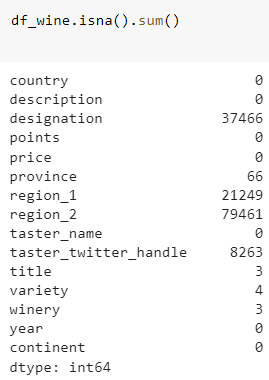 df_wine.isna().sum()
country 0
description 0
designation 37466
points 0
price 0
province 66
region_1 21249
region_2 79461
taster_name 0
taster_twitter_handle 8263
title 3
variety 4
winery 3
year 0
continent 0
dtype: int64